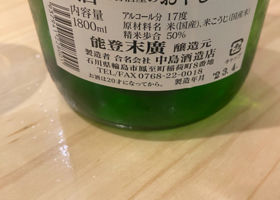 内容量
1800ml
アルコール分 17度
原材料名 米(国産)、米こうじ(国産米)
精米歩合 50%
能登末廣 醸造元
製造者 合名会社 中島酒造店
石川県輪島市鳳至町稲荷町8番地
TEL/FAX 0768-22-0018
お酒は20才になってから。
製造年月
'23.4